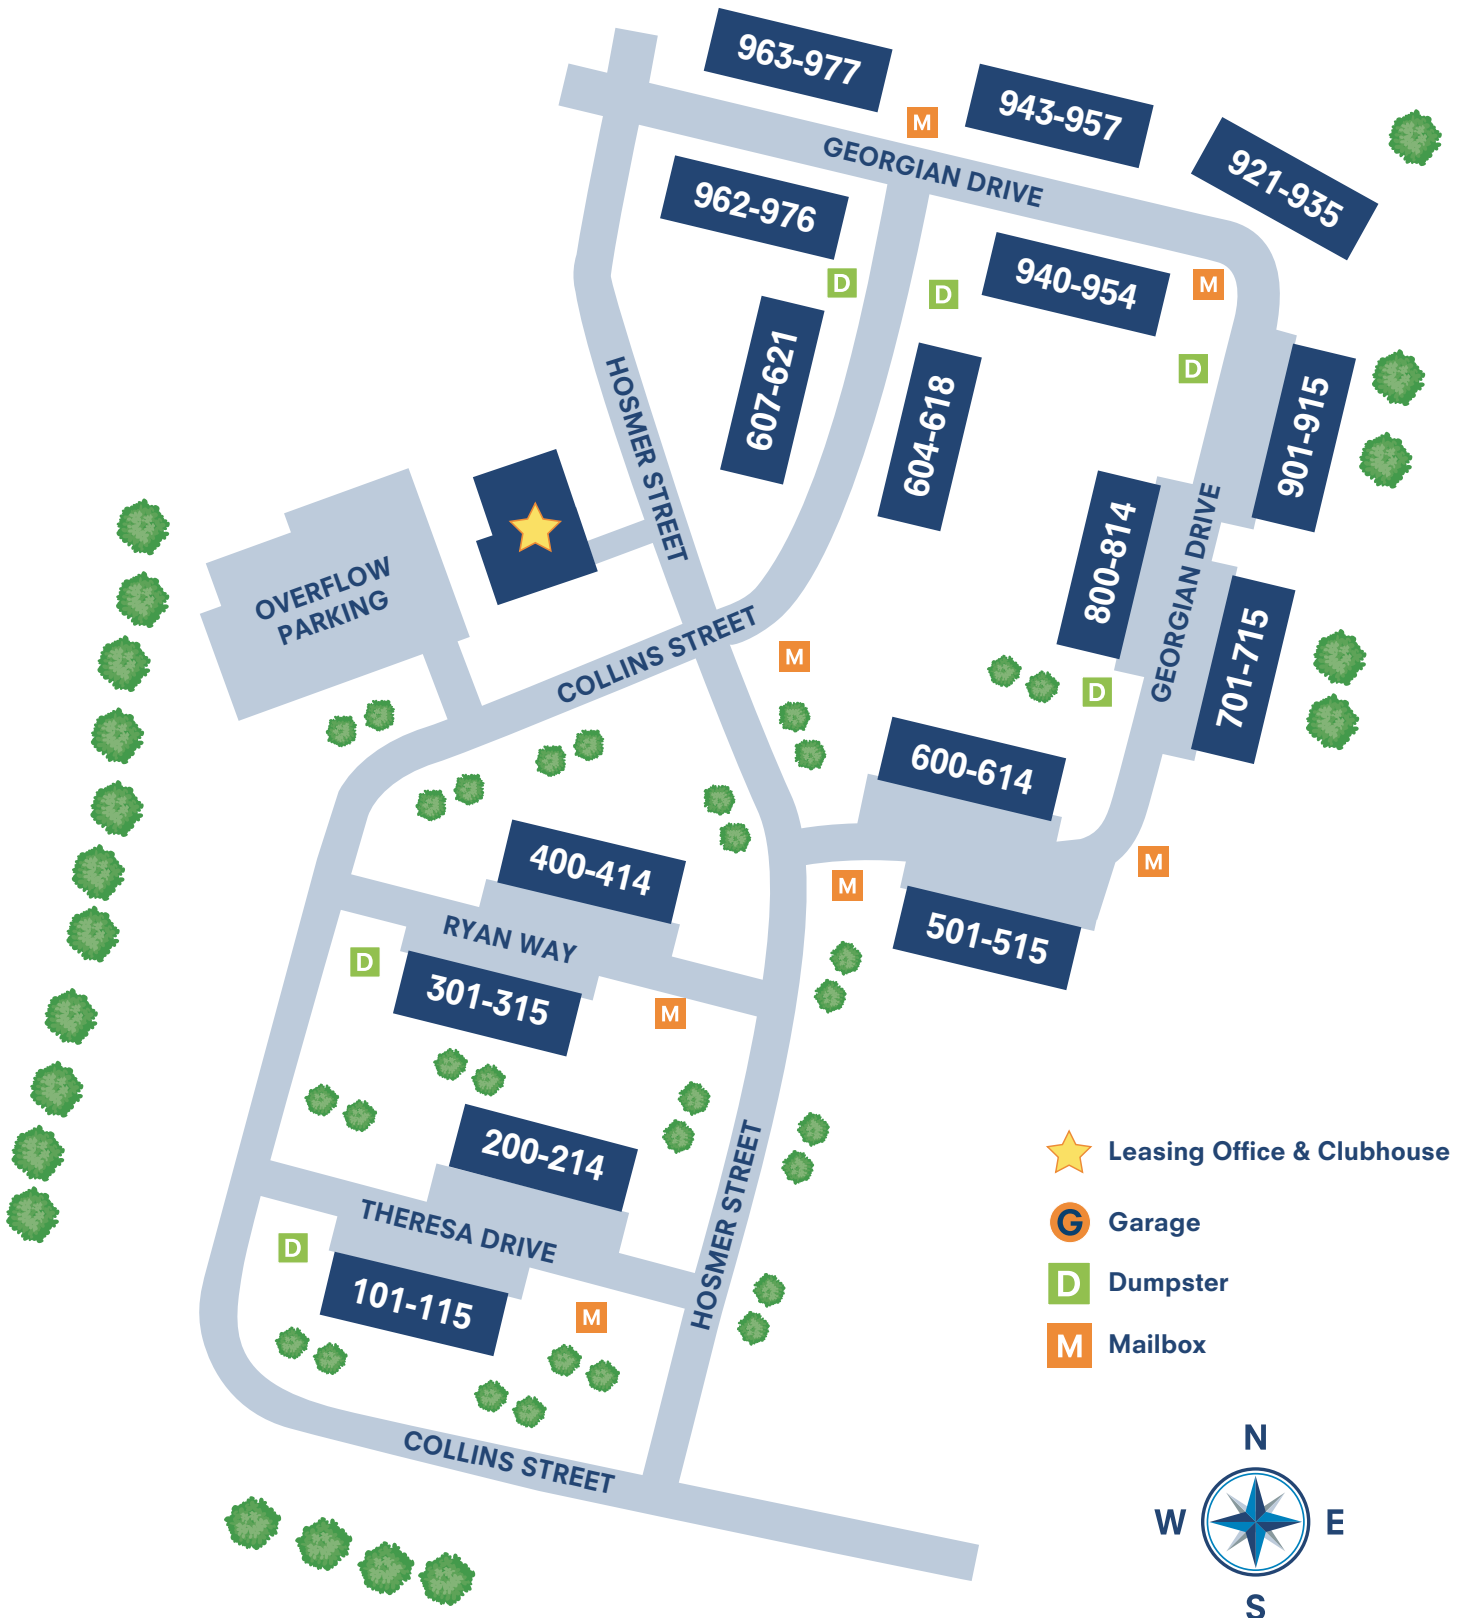 963-977
943-957
M
GEORGIAN DRIVE
921-935
962-976
D
D
940-954
M
607-621
HOSMER STREET
604-618
D
901-915
800-814
GEORGIAN DRIVE
OVERFLOW
PARKING
COLLINS STREET
M
D
701-715
600-614
400-414
M
M
RYAN WAY
501-515
D
301-315
M
200-214
THERESA DRIVE
HOSMER STREET
D
101-115
M
COLLINS STREET
Leasing Office & Clubhouse
G Garage
D Dumpster
M Mailbox
N
W E
S